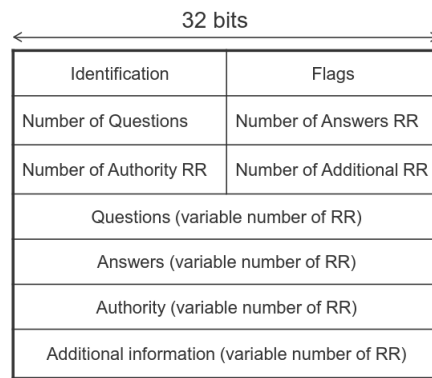 32 bits
Identification Flags
Number of Questions Number of Answers RR
Number of Authority RR Number of Additional RR
Questions (variable number of RR)
Answers (variable number of RR)
Authority (variable number of RR)
Additional information (variable number of RR)